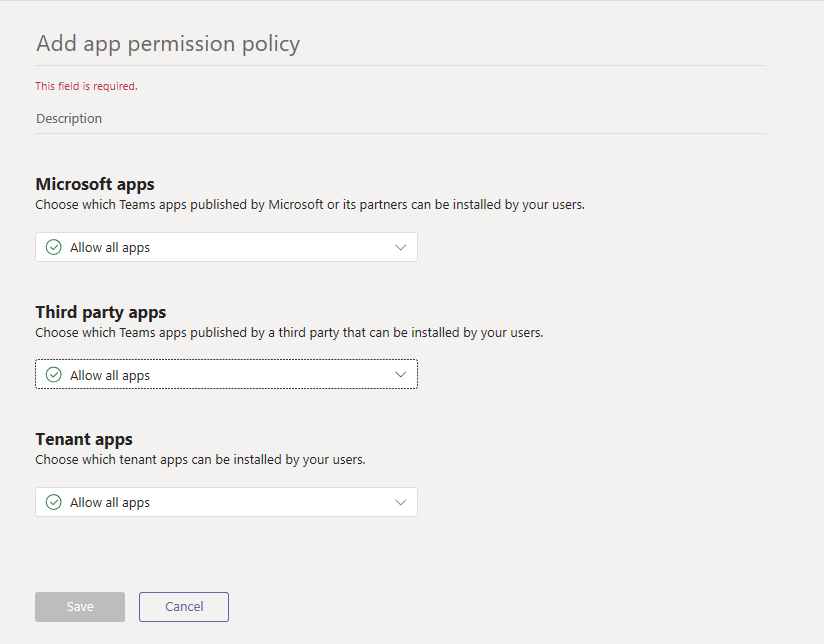 Add app permission policy
This field is required.
Description
Microsoft apps
Choose which Teams apps published by Microsoft or its partners can be installed by your users.
Allow all apps
Third party apps
Choose which Teams apps published by a third party that can be installed by your users.
Allow all apps
Tenant apps
Choose which tenant apps can be installed by your users.
Allow all apps
Save
Cancel